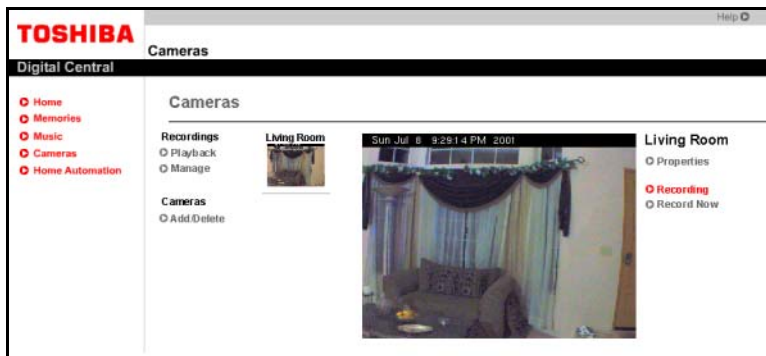 Help
TOSHIBA
Cameras
Digital Central
Home
Memories
Music
Cameras
Home Automation
Cameras
Recordings
Playback
Manage
Cameras
Add/Delete
Living Room
Sun Jul 8 9:29:14 PM 2001
Living Room
Properties
Recording
Record Now